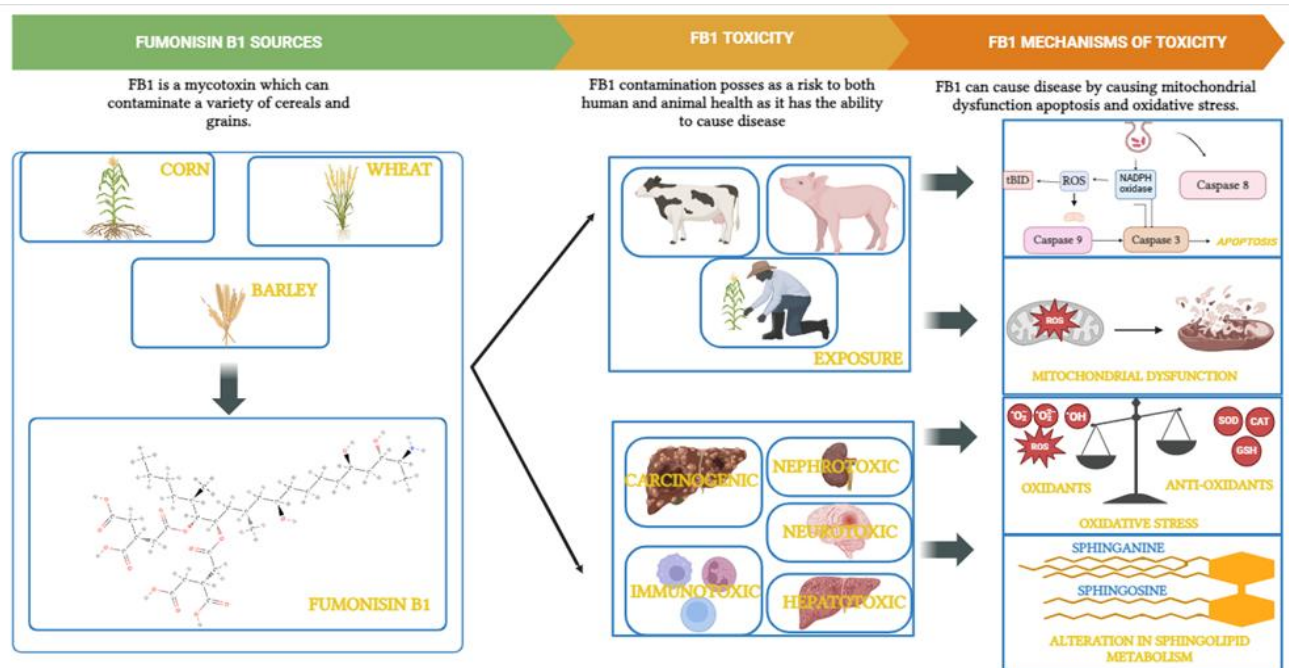 FUMONISIN B1 SOURCES
FB1 TOXICITY
FB1 MECHANISMS OF TOXICITY
FB1 is a mycotoxin which can
contaminate a variety of cereals and
grains.
FB1 contamination posses as a risk to both
human and animal health as it has the ability
to cause disease
FB1 can cause disease by causing mitochondrial
dysfunction apoptosis and oxidative stress.
CORN
WHEAT
BARLEY
FUMONISIN B1
EXPOSURE
CARCINOGENIC
NEPHROTOXIC
NEUROTOXIC
IMMUNOTOXIC
HEPATOTOXIC
tBID
ROS
NADPH
oxidase
Caspase 8
Caspase 9
Caspase 3
APOPTOSIS
ROS
MITOCHONDRIAL DYSFUNCTION
·OH
ROS
SOD
CAT
GSH
OXIDANTS
ANTI-OXIDANTS
OXIDATIVE STRESS
SPHINGANINE
SPHINGOSINE
ALTERATION IN SPHINGOLIPID
METABOLISM